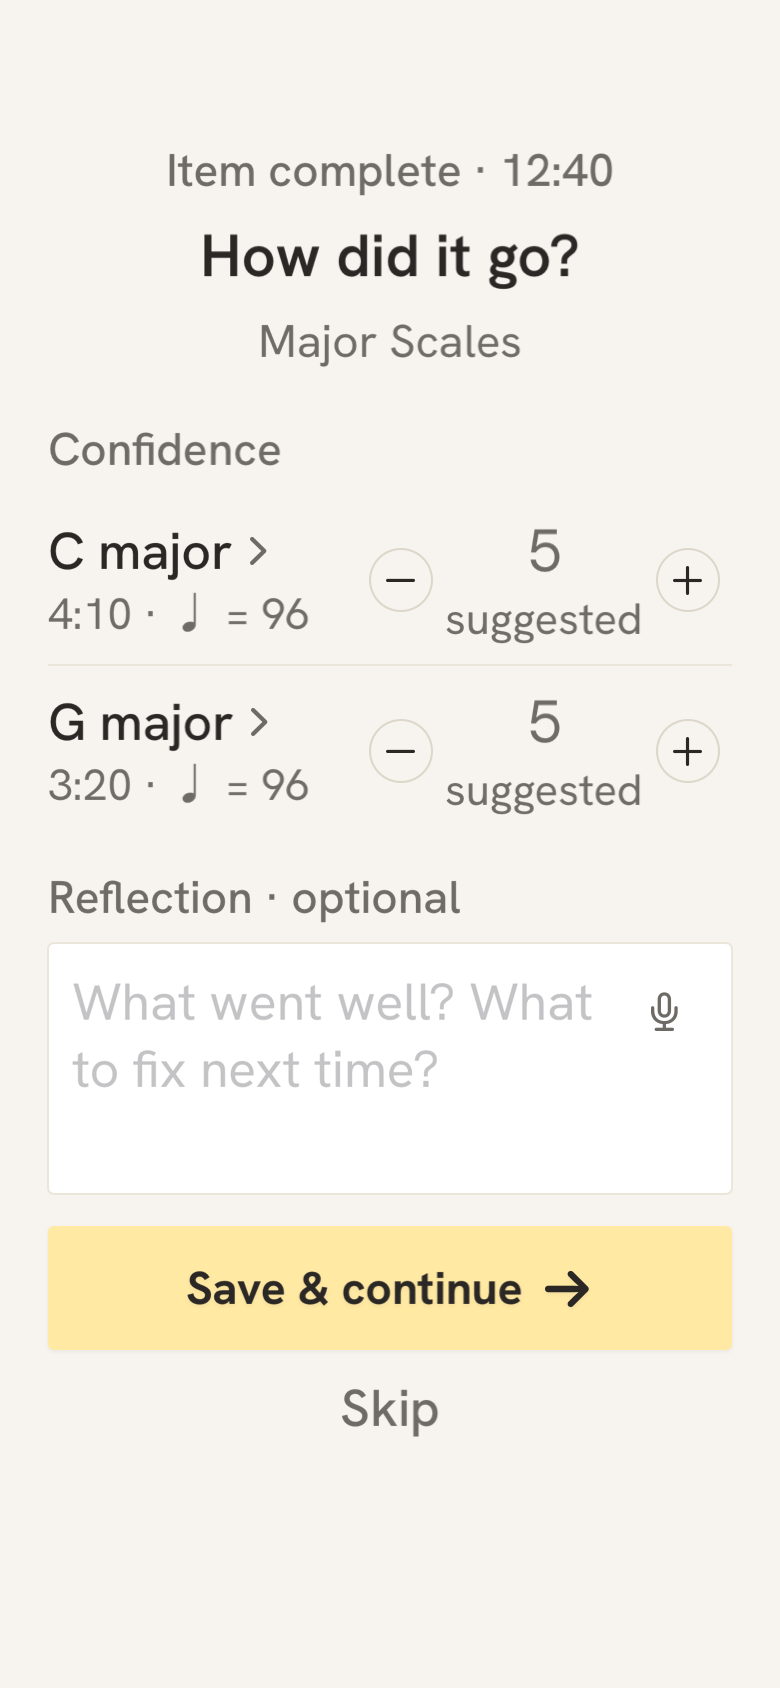 Item complete · 12:40
How did it go?
Major Scales
Confidence
C major
4:10 · ♩ = 96
5
suggested
G major
3:20 · ♩ = 96
5
suggested
Reflection · optional
What went well? What
to fix next time?
Save & continue →
Skip